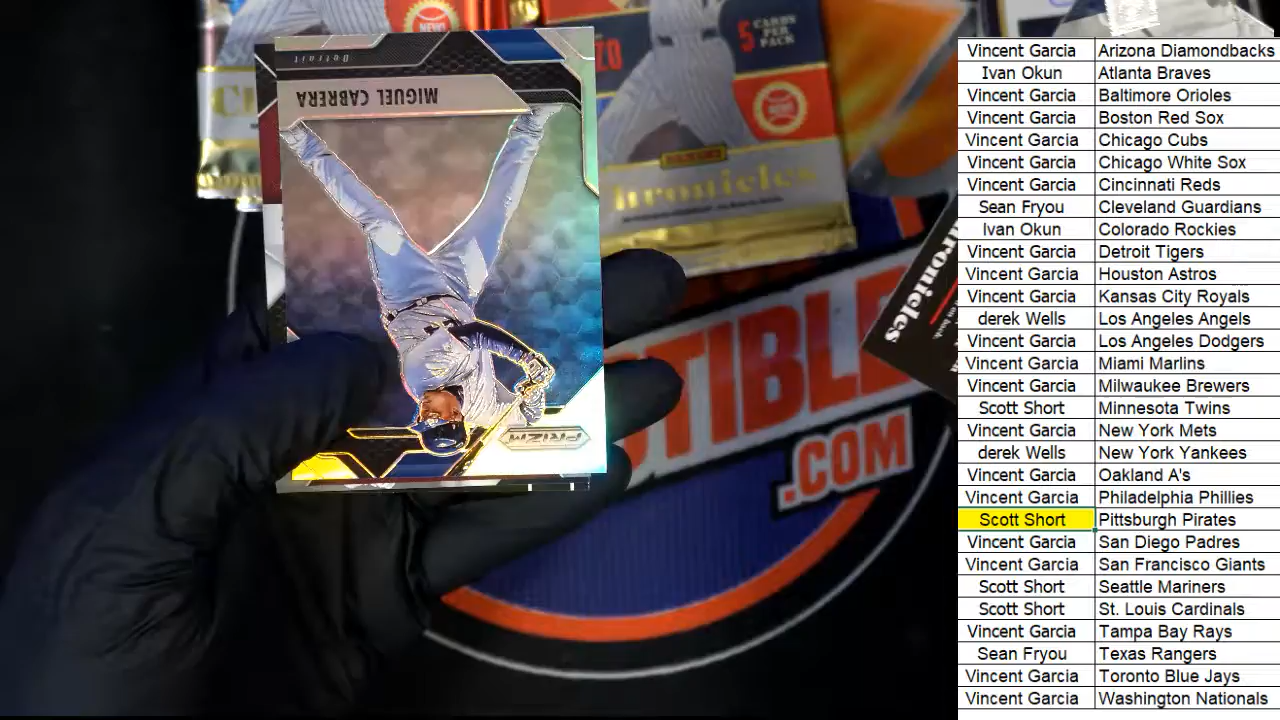 NEWS
5 CARDS
PER
PACK
Detroit
MIGUEL CABRERA
NEWS
PANINI
hronicles
PRIZM
TIBLE
.COM
hronicles
Vincent Garcia Arizona Diamondbacks
Ivan Okun Atlanta Braves
Vincent Garcia Baltimore Orioles
Vincent Garcia Boston Red Sox
Vincent Garcia Chicago Cubs
Vincent Garcia Chicago White Sox
Vincent Garcia Cincinnati Reds
Sean Fryou Cleveland Guardians
Ivan Okun Colorado Rockies
Vincent Garcia Detroit Tigers
Vincent Garcia Houston Astros
Vincent Garcia Kansas City Royals
derek Wells Los Angeles Angels
Vincent Garcia Los Angeles Dodgers
Vincent Garcia Miami Marlins
Vincent Garcia Milwaukee Brewers
Scott Short Minnesota Twins
Vincent Garcia New York Mets
derek Wells New York Yankees
Vincent Garcia Oakland A's
Vincent Garcia Philadelphia Phillies
Scott Short Pittsburgh Pirates
Vincent Garcia San Diego Padres
Vincent Garcia San Francisco Giants
Scott Short Seattle Mariners
Scott Short St. Louis Cardinals
Vincent Garcia Tampa Bay Rays
Sean Fryou Texas Rangers
Vincent Garcia Toronto Blue Jays
Vincent Garcia Washington Nationals